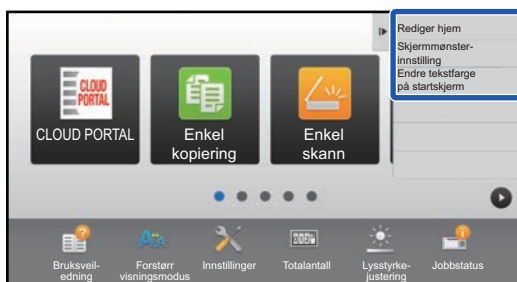 Rediger hjem
Skjermmønster-
innstilling
Endre tekstfarge
på startskjerm
CLOUD
PORTAL
CLOUD PORTAL
Enkel
kopiering
Enkel
skann
Bruksveil-
edning
Forstørr
visningsmodus
Innstillinger
Totalantall
Lysstyrke-
justering
Jobbstatus